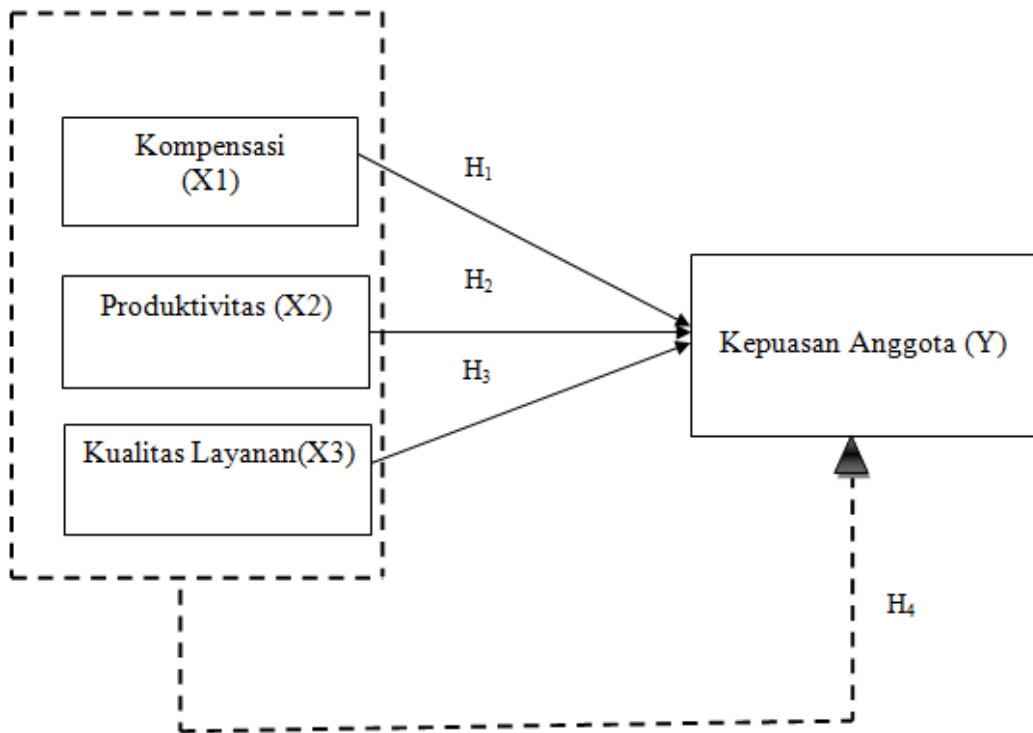 Kompensasi
(X1)
H₁
Produktivitas (X2)
H₂
Kepuasan Anggota (Y)
H₃
Kualitas Layanan(X3)
H₄